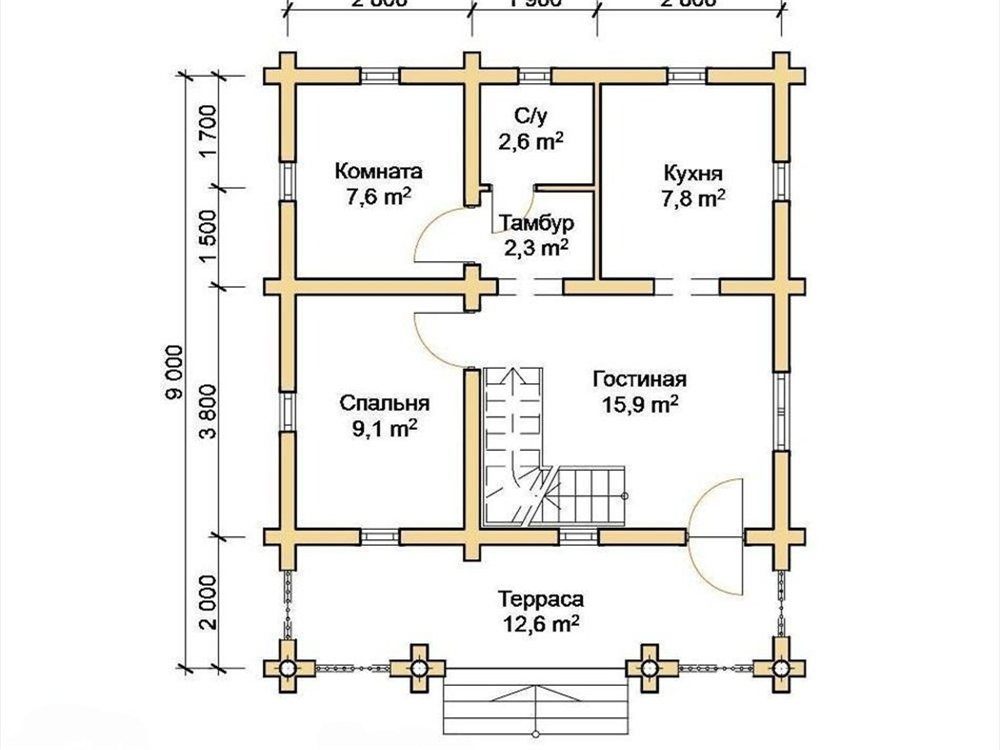 С/у
2,6 m²
Комната
7,6 m²
Кухня
7,8 m²
Тамбур
2,3 m²
1 700
1 500
9 000
3 800
2 000
Спальня
9,1 m²
Гостиная
15,9 m²
Терраса
12,6 m²